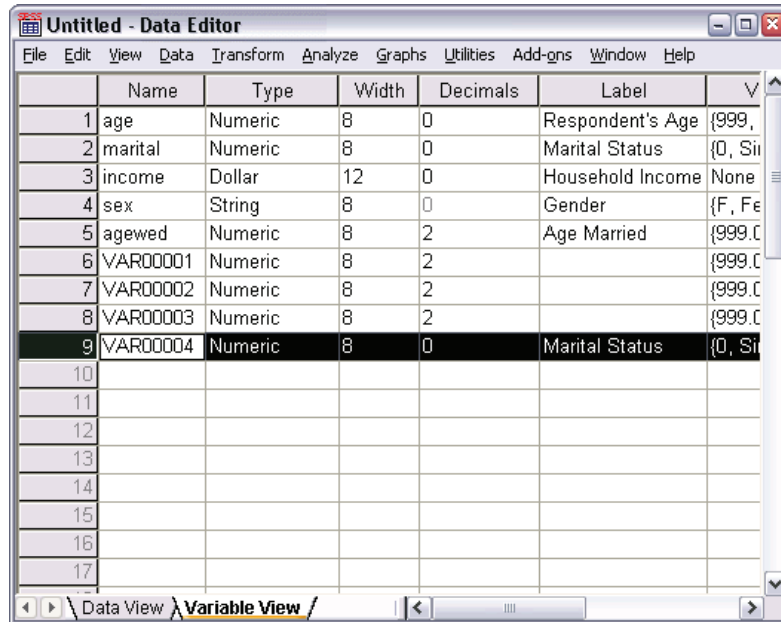 Untitled - Data Editor
File Edit View Data Transform Analyze Graphs Utilities Add-ons Window Help
Name Type Width Decimals Label V
1 age Numeric 8 0 Respondent's Age {999,
2 marital Numeric 8 0 Marital Status {0, Sin
3 income Dollar 12 0 Household Income None
4 sex String 8 0 Gender {F, Fe
5 agewed Numeric 8 2 Age Married {999.0
6 VAR00001 Numeric 8 2 {999.0
7 VAR00002 Numeric 8 2 {999.0
8 VAR00003 Numeric 8 2 {999.0
9 VAR00004 Numeric 8 0 Marital Status {0, Sin
10
11
12
13
14
15
16
17
Data View Variable View